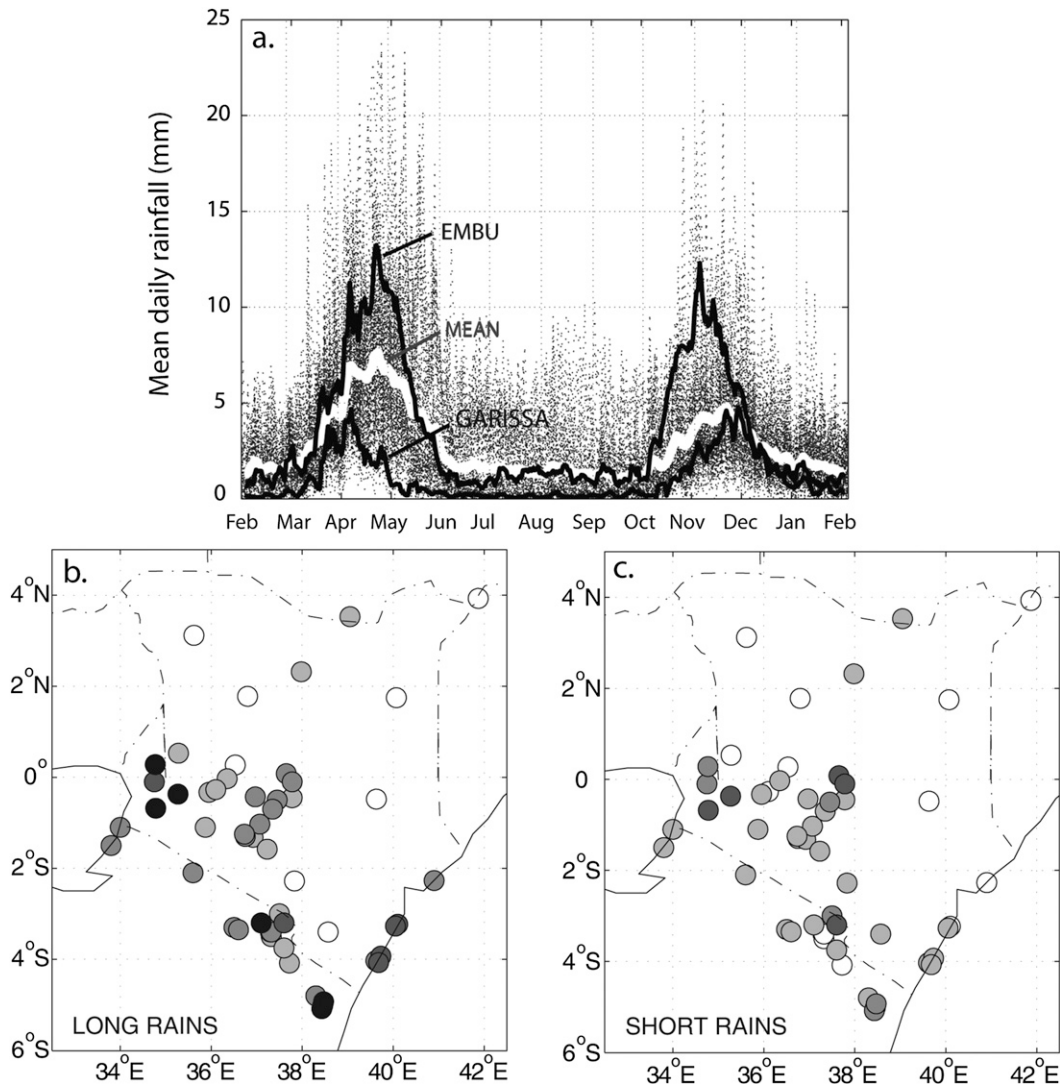 a.
Mean daily rainfall (mm)
25
20
15
10
5
0
EMBU
MEAN
GARISSA
Feb Mar Apr May Jun Jul Aug Sep Oct Nov Dec Jan Feb
b.
4°N
2°N
0°
2°S
4°S
6°S
LONG RAINS
34°E 36°E 38°E 40°E 42°E
c.
4°N
2°N
0°
2°S
4°S
6°S
SHORT RAINS
34°E 36°E 38°E 40°E 42°E